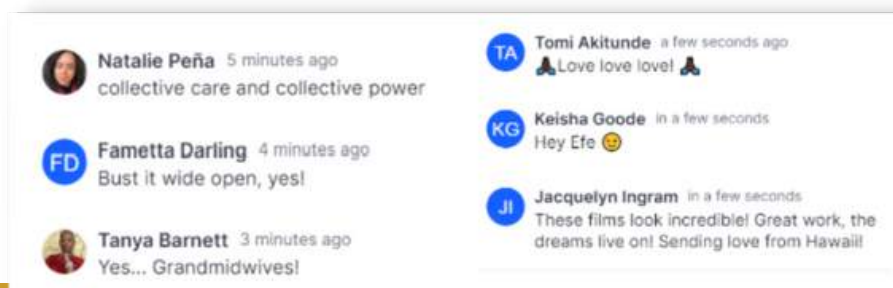 Natalie Peña 5 minutes ago
collective care and collective power
FD
Fametta Darling 4 minutes ago
Bust it wide open, yes!
Tanya Barnett 3 minutes ago
Yes... Grandmidwives!
TA
Tomi Akitunde a few seconds ago
🙏🏿Love love love! 🙏🏿
KG
Keisha Goode in a few seconds
Hey Efe 😉
JI
Jacquelyn Ingram in a few seconds
These films look incredible! Great work, the
dreams live on! Sending love from Hawaii!